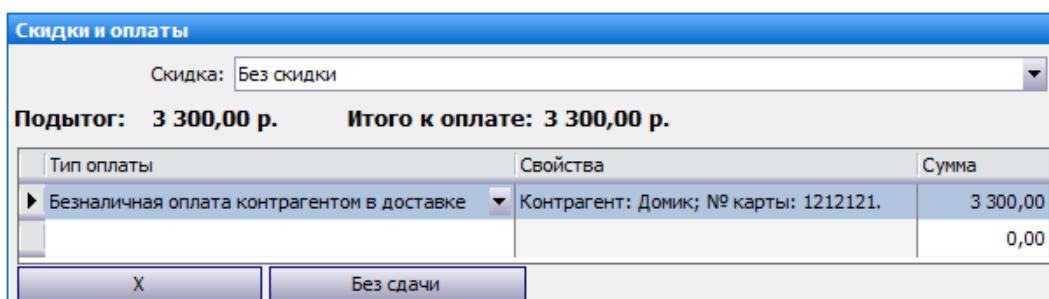 Скидки и оплаты
Скидка: Без скидки
Подытог: 3 300,00 р. Итого к оплате: 3 300,00 р.
Тип оплаты Свойства Сумма
Безналичная оплата контрагентом в доставке Контрагент: Домик; № карты: 1212121. 3 300,00
0,00
X Без сдачи